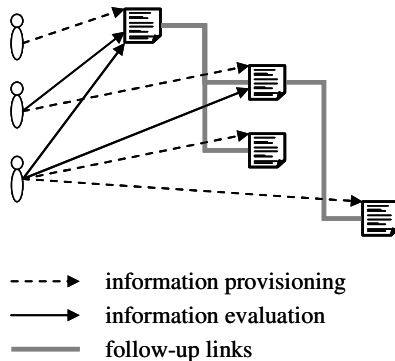 information provisioning
information evaluation
follow-up links